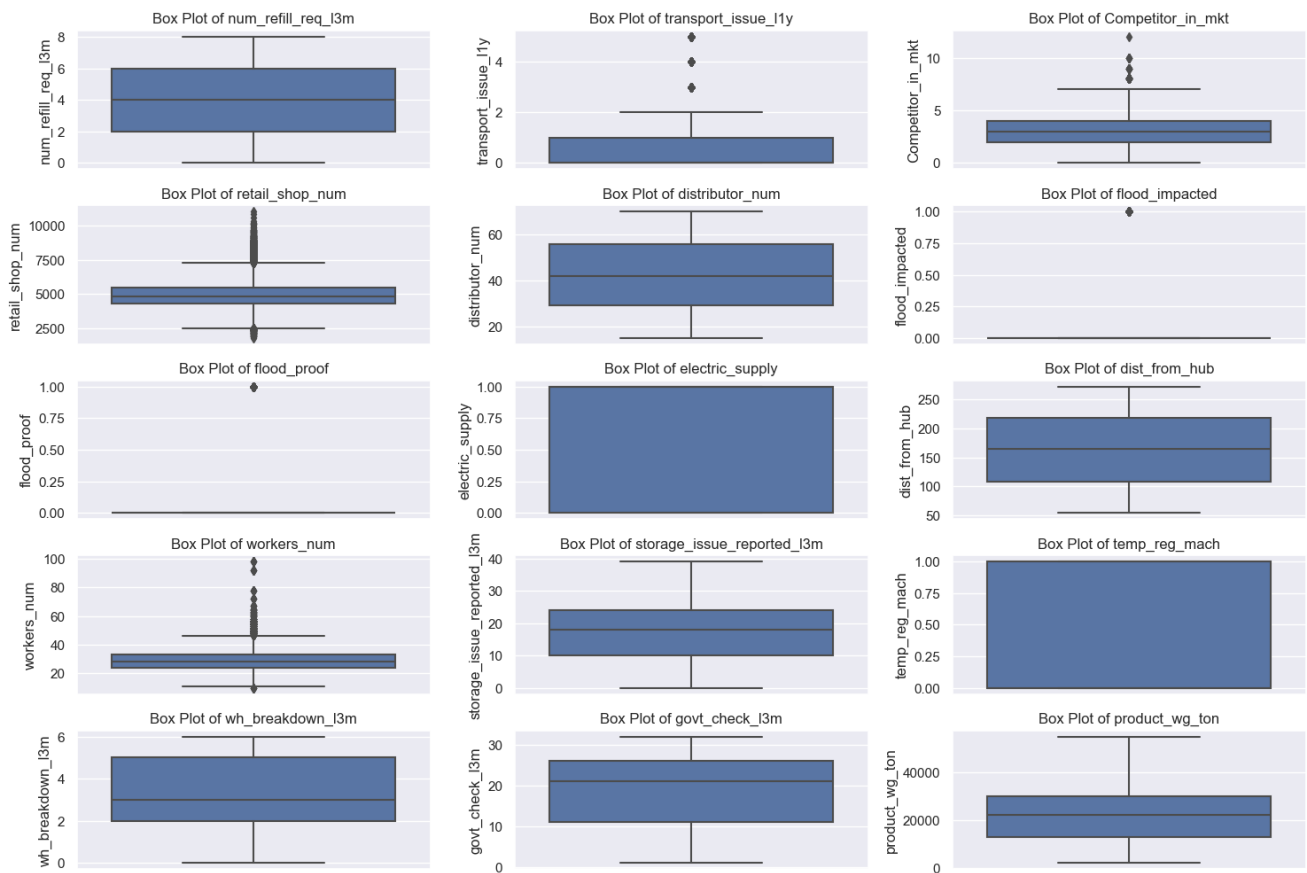 Box Plot of num_refill_req_l3m
num_refill_req_l3m
8
6
4
2
0
Box Plot of transport_issue_l1y
transport_issue_l1y
4
2
0
Box Plot of Competitor_in_mkt
Competitor_in_mkt
10
5
0
Box Plot of retail_shop_num
retail_shop_num
10000
7500
5000
2500
Box Plot of distributor_num
distributor_num
60
40
20
Box Plot of flood_impacted
flood_impacted
1.00
0.75
0.50
0.25
0.00
Box Plot of flood_proof
flood_proof
1.00
0.75
0.50
0.25
0.00
Box Plot of electric_supply
electric_supply
1.00
0.75
0.50
0.25
0.00
Box Plot of dist_from_hub
dist_from_hub
250
200
150
100
50
Box Plot of workers_num
workers_num
100
80
60
40
20
Box Plot of storage_issue_reported_l3m
storage_issue_reported_l3m
40
30
20
10
0
Box Plot of temp_reg_mach
temp_reg_mach
1.00
0.75
0.50
0.25
0.00
Box Plot of wh_breakdown_l3m
wh_breakdown_l3m
6
4
2
0
Box Plot of govt_check_l3m
govt_check_l3m
30
20
10
0
Box Plot of product_wg_ton
product_wg_ton
40000
20000
0